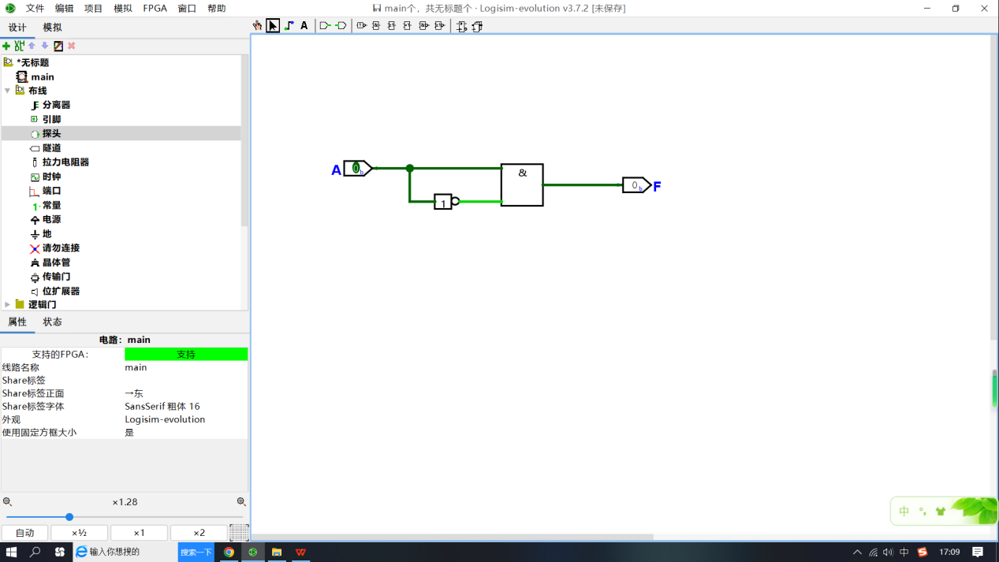 main个，共无标题个 · Logisim-evolution v3.7.2 [未保存]
文件 编辑 项目 模拟 FPGA 窗口 帮助
设计 模拟
A
VH
DL
*无标题
main
布线
分离器
引脚
探头
隧道
拉力电阻器
时钟
端口
1 常量
电源
地
请勿连接
晶体管
传输门
位扩展器
逻辑门
A 0 b
&
1
0 b F
属性 状态
电路： main
支持的FPGA： 支持
线路名称 main
Share标签
Share标签正面 →东
Share标签字体 SansSerif 粗体 16
外观 Logisim-evolution
使用固定方框大小 是
×1.28
自动 ×½ ×1 ×2
中 °,
输入你想搜的 搜索一下
中 S 17:09